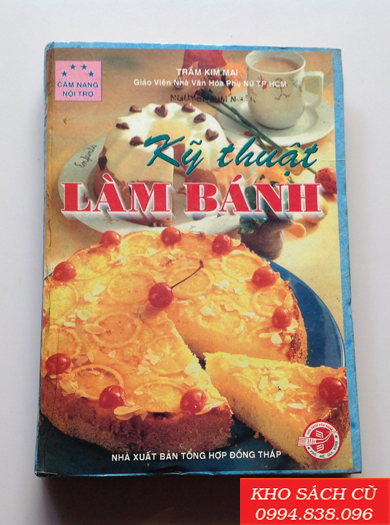 CẨM NANG
NỘI TRỢ
TRẦM KIM MAI
Giáo Viên Nhà Văn Hóa Phụ Nữ TP.HCM
Kỹ thuật
LÀM BÁNH
NHÀ XUẤT BẢN TỔNG HỢP ĐỒNG THÁP
KHO SÁCH CŨ
0994.838.096